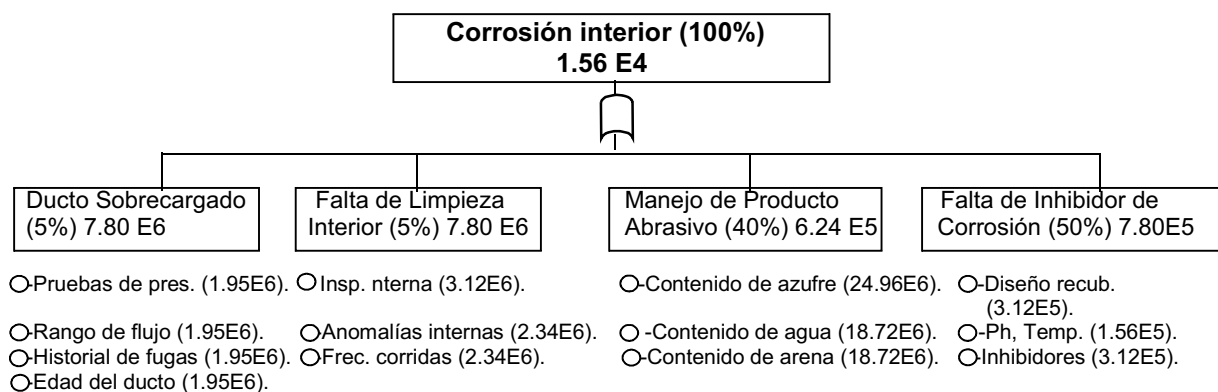 Corrosión interior (100%)
1.56 E4
Ducto Sobrecargado
(5%) 7.80 E6
Falta de Limpieza
Interior (5%) 7.80 E6
Manejo de Producto
Abrasivo (40%) 6.24 E5
Falta de Inhibidor de
Corrosión (50%) 7.80E5
-Pruebas de pres. (1.95E6).
-Rango de flujo (1.95E6).
-Historial de fugas (1.95E6).
-Edad del ducto (1.95E6).
Insp. nterna (3.12E6).
-Anomalías internas (2.34E6).
-Frec. corridas (2.34E6).
-Contenido de azufre (24.96E6).
-Contenido de agua (18.72E6).
-Contenido de arena (18.72E6).
-Diseño recub.
(3.12E5).
-Ph, Temp. (1.56E5).
-Inhibidores (3.12E5).